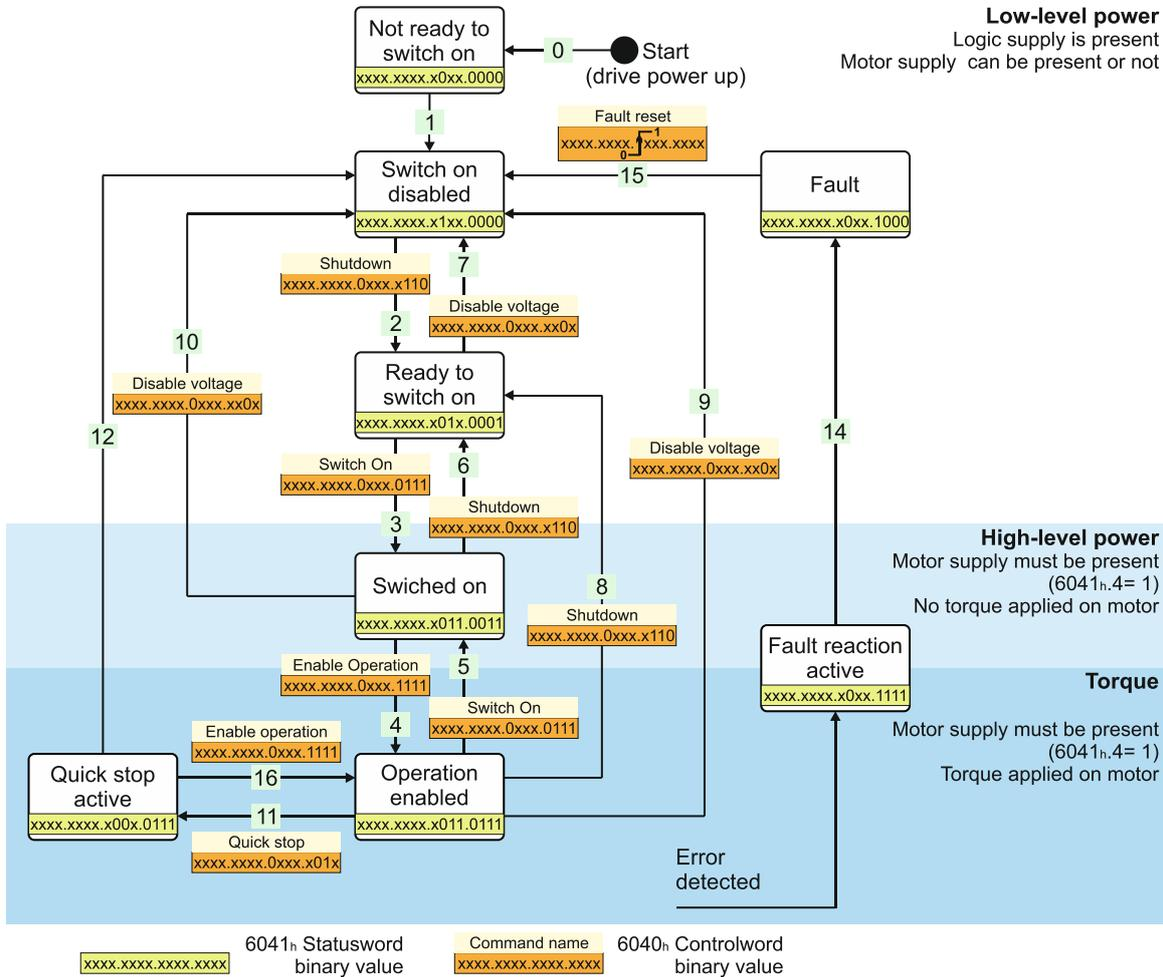 Not ready to
switch on
xxxx.xxxx.x0xx.0000
0
Start
(drive power up)
Low-level power
Logic supply is present
Motor supply can be present or not
1
Fault reset
xxxx.xxxx. xxx.xxxx
1
0
15
Switch on
disabled
xxxx.xxxx.x1xx.0000
Fault
xxxx.xxxx.x0xx.1000
Shutdown
xxxx.xxxx.0xxx.x110
2
7
Disable voltage
xxxx.xxxx.0xxx.xx0x
10
Disable voltage
xxxx.xxxx.0xxx.xx0x
12
Ready to
switch on
xxxx.xxxx.x01x.0001
9
Disable voltage
xxxx.xxxx.0xxx.xx0x
14
Switch On
xxxx.xxxx.0xxx.0111
3
6
Shutdown
xxxx.xxxx.0xxx.x110
High-level power
Motor supply must be present
(6041h.4= 1)
No torque applied on motor
Swiched on
xxxx.xxxx.x011.0011
8
Shutdown
xxxx.xxxx.0xxx.x110
Fault reaction
active
xxxx.xxxx.x0xx.1111
Enable Operation
xxxx.xxxx.0xxx.1111
4
5
Switch On
xxxx.xxxx.0xxx.0111
Torque
Motor supply must be present
(6041h.4= 1)
Torque applied on motor
Enable operation
xxxx.xxxx.0xxx.1111
16
Quick stop
active
xxxx.xxxx.x00x.0111
Operation
enabled
xxxx.xxxx.x011.0111
11
Quick stop
xxxx.xxxx.0xxx.x01x
Error
detected
xxxx.xxxx.xxxx.xxxx
6041h Statusword
binary value
Command name
xxxx.xxxx.xxxx.xxxx
6040h Controlword
binary value